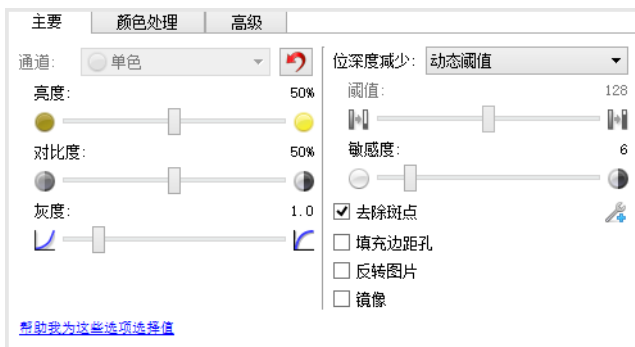 主要 颜色处理 高级
通道: 单色
亮度: 50%
对比度: 50%
灰度: 1.0
位深度减少: 动态阈值
阈值: 128
敏感度: 6
去除斑点
填充边距孔
反转图片
镜像
帮助我为这些选项选择值